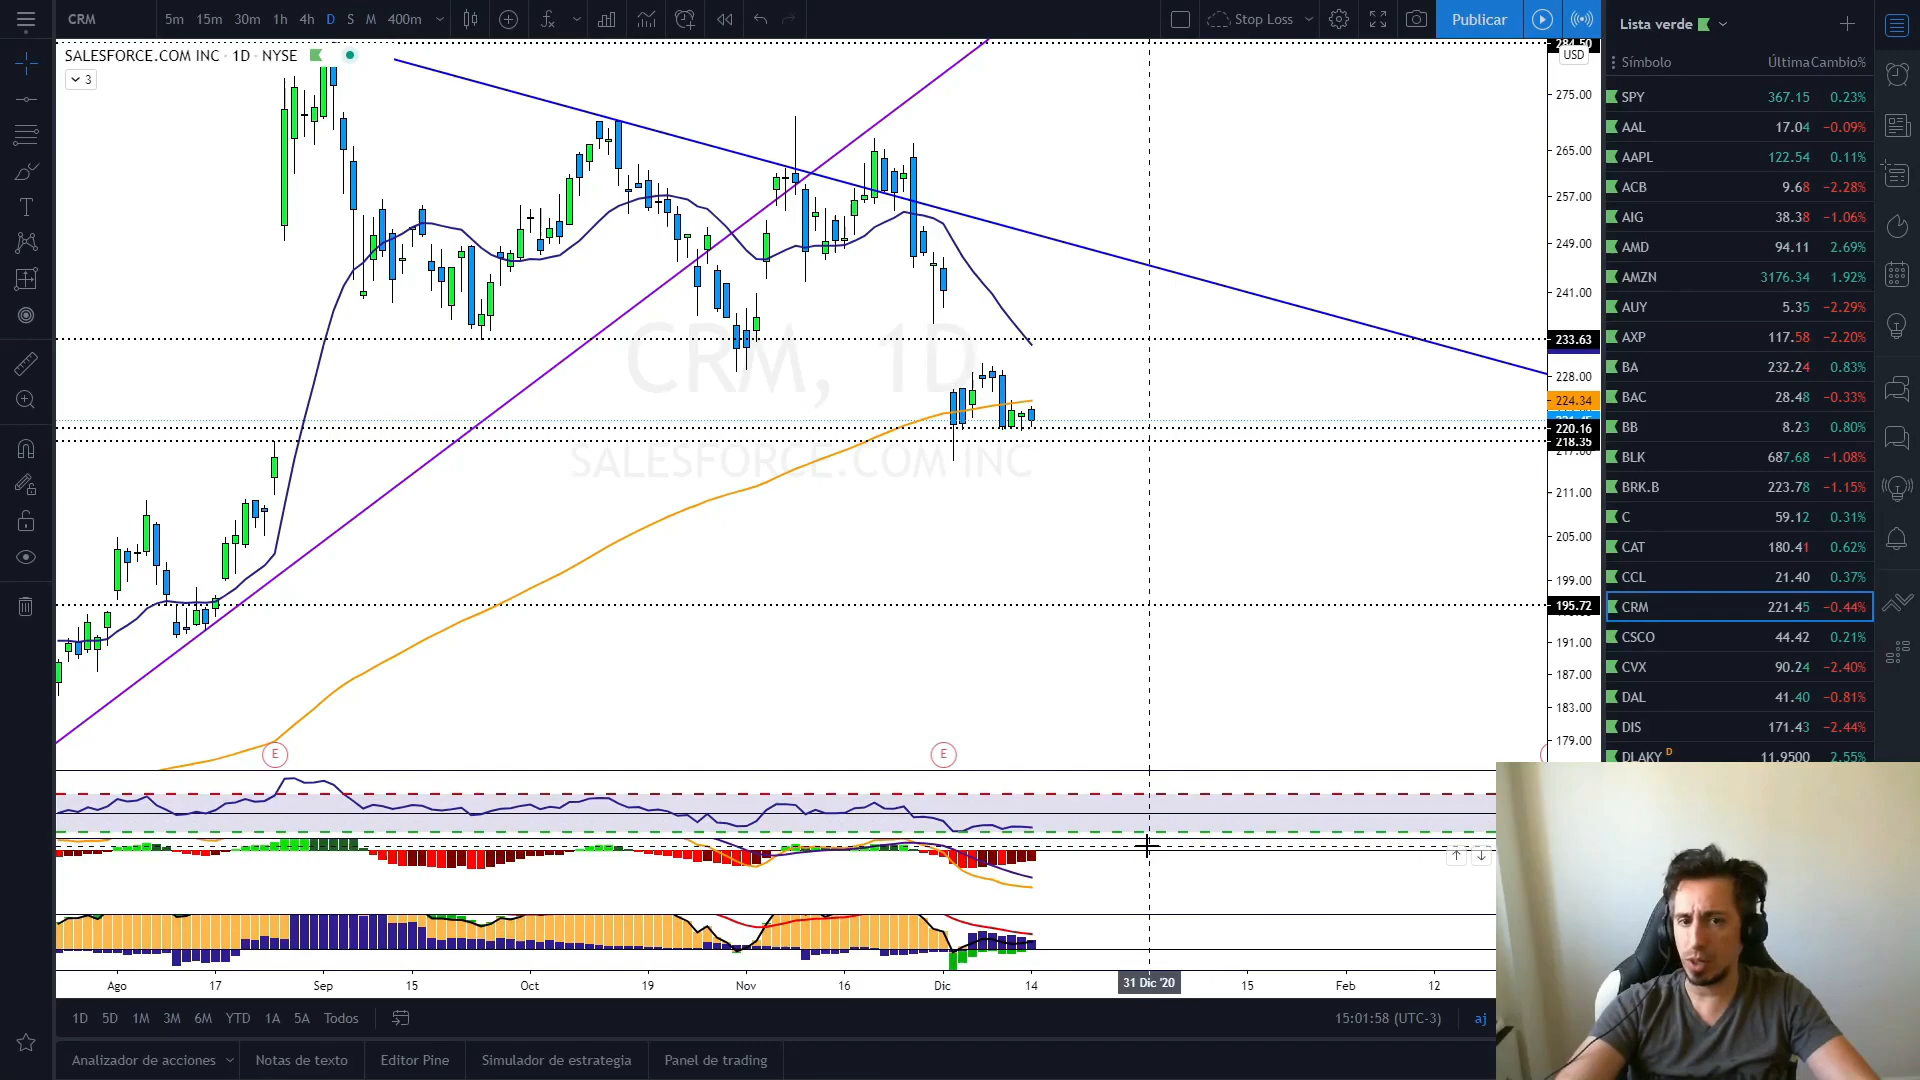 CRM 5m 15m 30m 1h 4h D S M 400m Stop Loss Publicar
SALESFORCE.COM INC · 1D · NYSE
3
CRM, 1D
SALESFORCE.COM INC
284.50
USD
275.00
265.00
257.00
249.00
241.00
233.63
228.00
224.34
220.16
218.35
211.00
205.00
199.00
195.72
191.00
187.00
183.00
179.00
E E
Ago 17 Sep 15 Oct 19 Nov 16 Dic 14 31 Dic '20 15 Feb 12
1D 5D 1M 3M 6M YTD 1A 5A Todos 15:01:58 (UTC-3) aj
Analizador de acciones Notas de texto Editor Pine Simulador de estrategia Panel de trading
Lista verde
Símbolo Última Cambio%
SPY 367.15 0.23%
AAL 17.04 −0.09%
AAPL 122.54 0.11%
ACB 9.68 −2.28%
AIG 38.38 −1.06%
AMD 94.11 2.69%
AMZN 3176.34 1.92%
AUY 5.35 −2.29%
AXP 117.58 −2.20%
BA 232.24 0.83%
BAC 28.48 −0.33%
BB 8.23 0.80%
BLK 687.68 −1.08%
BRK.B 223.78 −1.15%
C 59.12 0.31%
CAT 180.41 0.62%
CCL 21.40 0.37%
CRM 221.45 −0.44%
CSCO 44.42 0.21%
CVX 90.24 −2.40%
DAL 41.40 −0.81%
DIS 171.43 −2.44%
DLAKY D 11.9500 2.55%